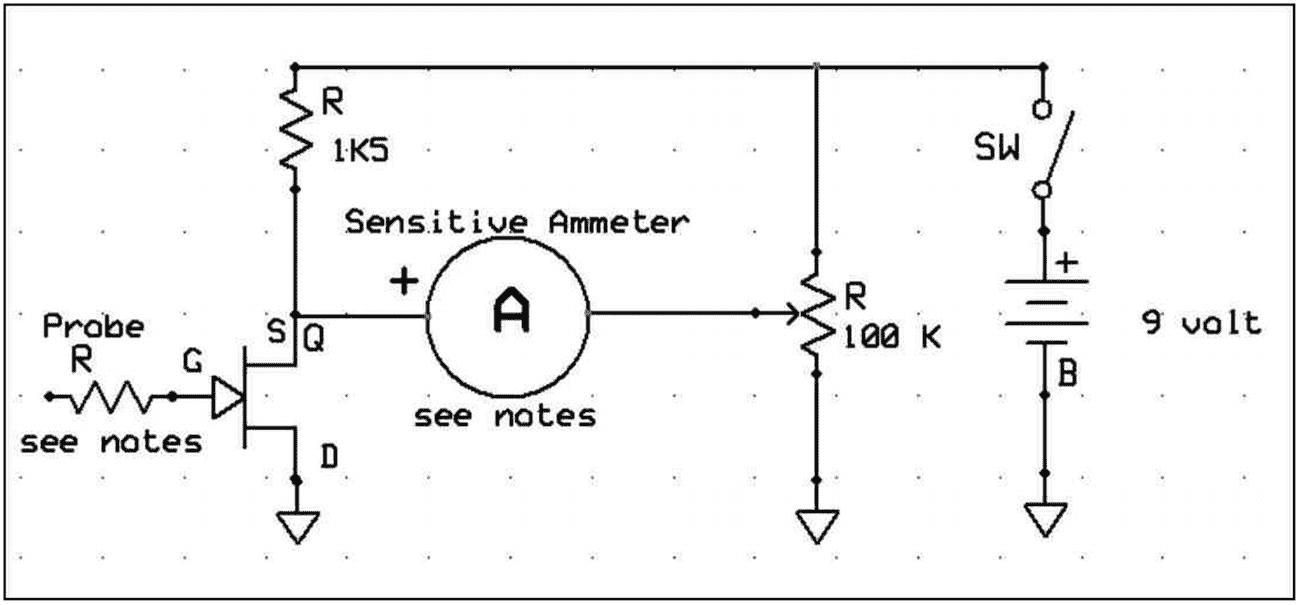 R
1K5
SW
Sensitive Ammeter
+
+
A
Probe
R
see notes
G
S
Q
D
see notes
R
100 K
9 volt
B